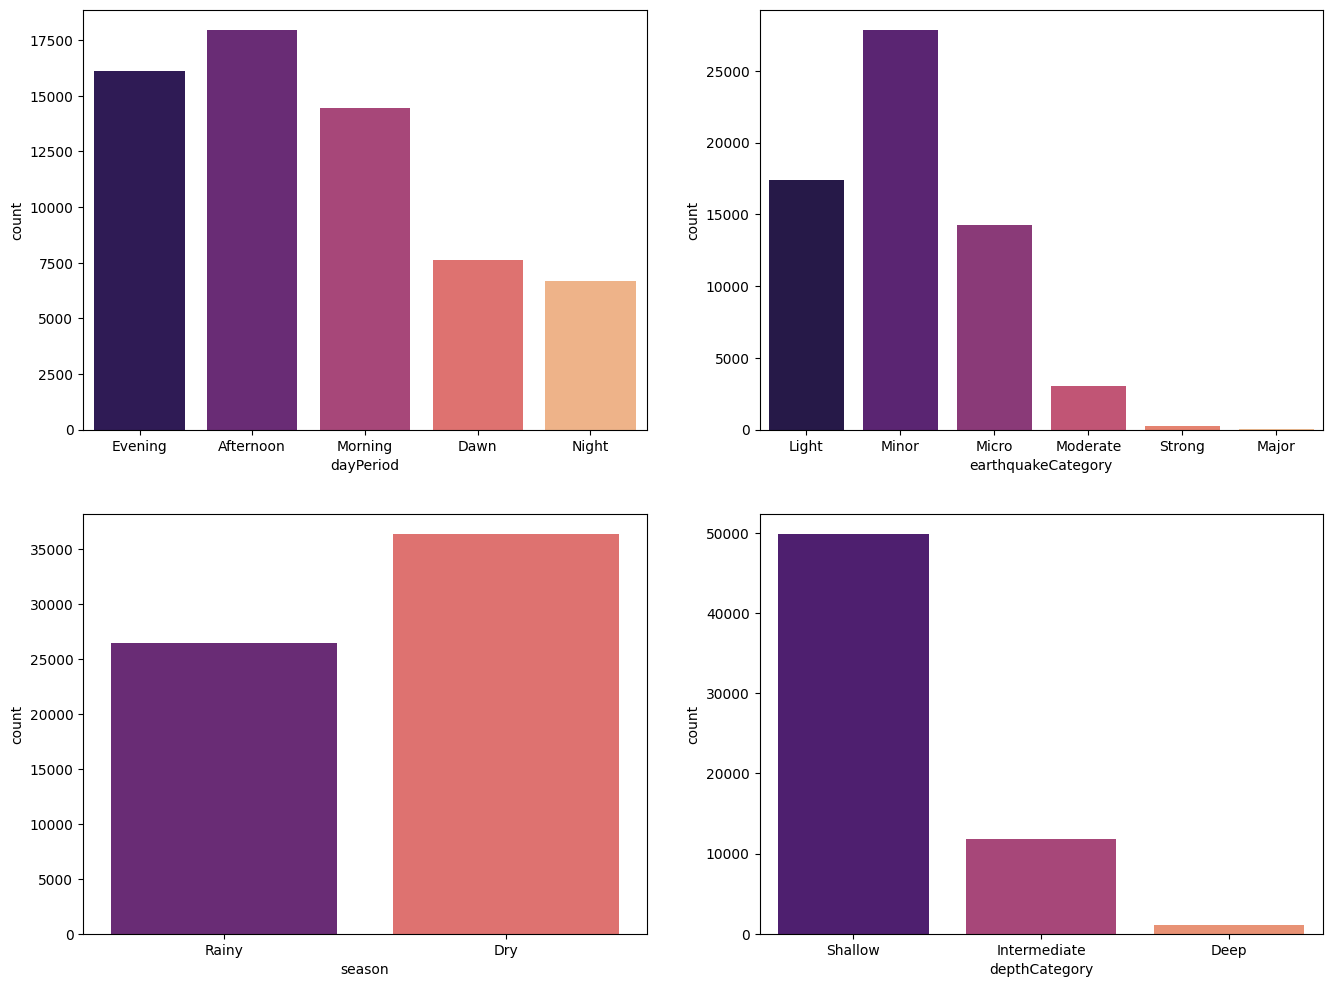 17500
15000
12500
10000
7500
5000
2500
0
count
Evening Afternoon Morning Dawn Night
dayPeriod
25000
20000
15000
10000
5000
0
count
Light Minor Micro Moderate Strong Major
earthquakeCategory
35000
30000
25000
20000
15000
10000
5000
0
count
Rainy Dry
season
50000
40000
30000
20000
10000
0
count
Shallow Intermediate Deep
depthCategory